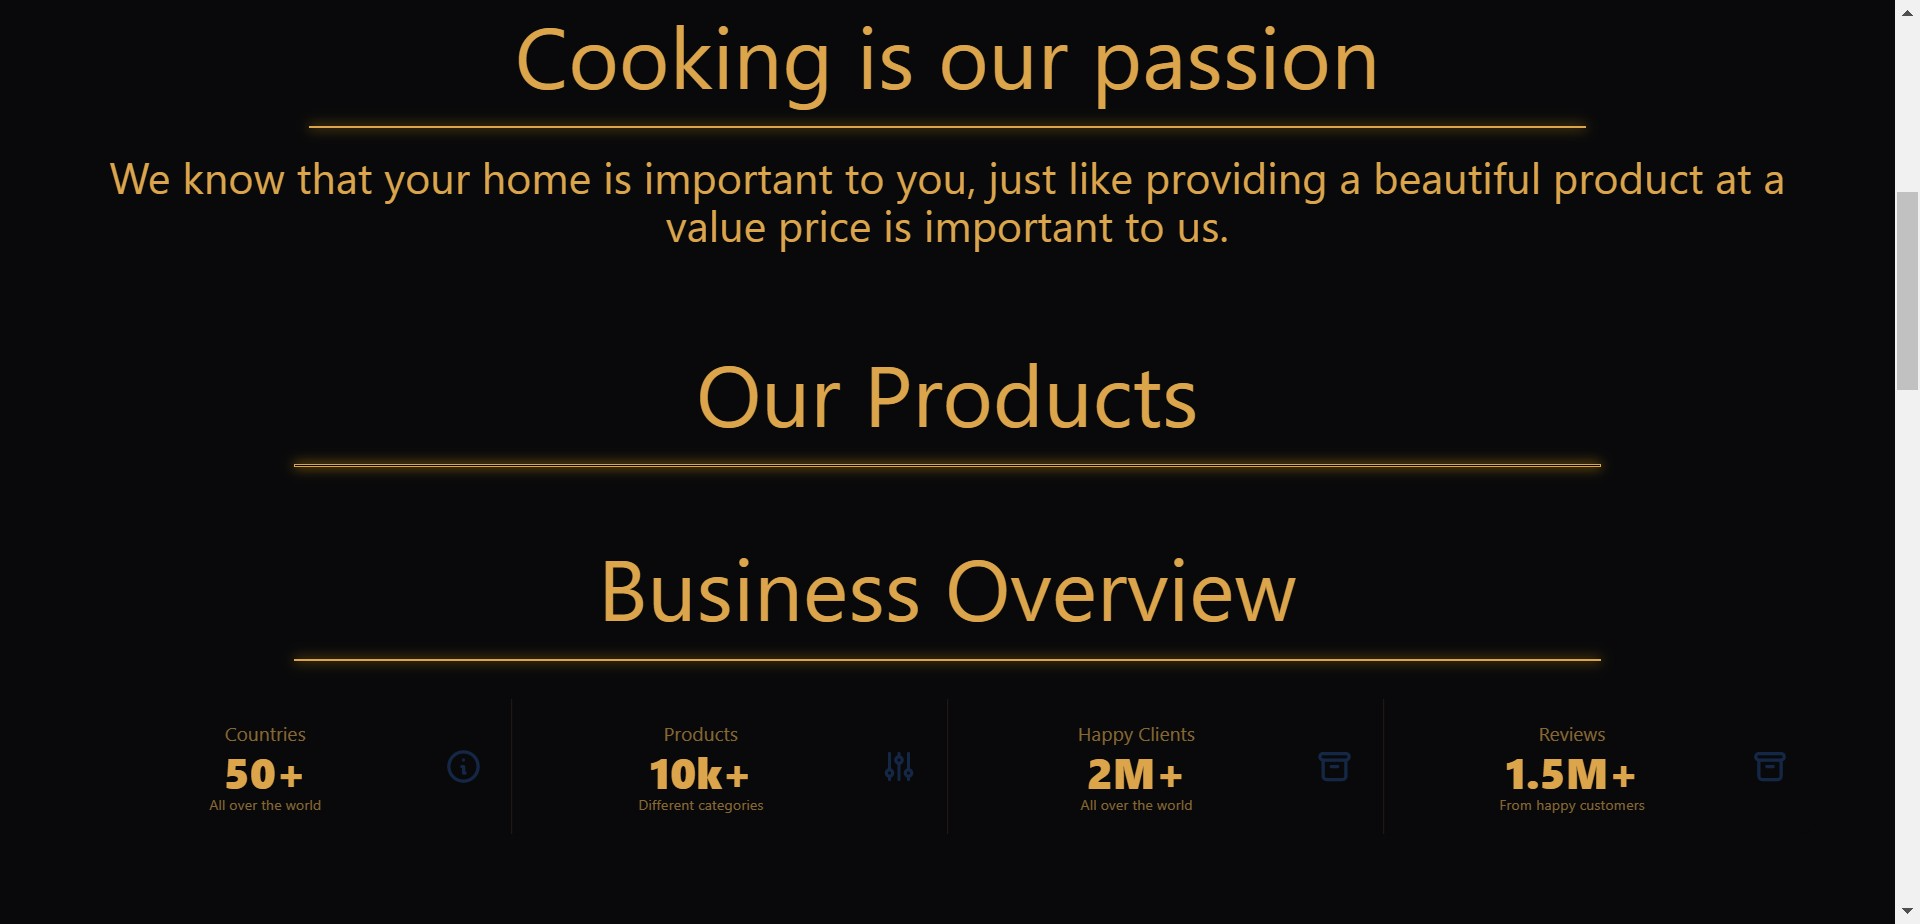 Cooking is our passion
We know that your home is important to you, just like providing a beautiful product at a
value price is important to us.
Our Products
Business Overview
Countries
50+
All over the world
Products
10k+
Different categories
Happy Clients
2M+
All over the world
Reviews
1.5M+
From happy customers